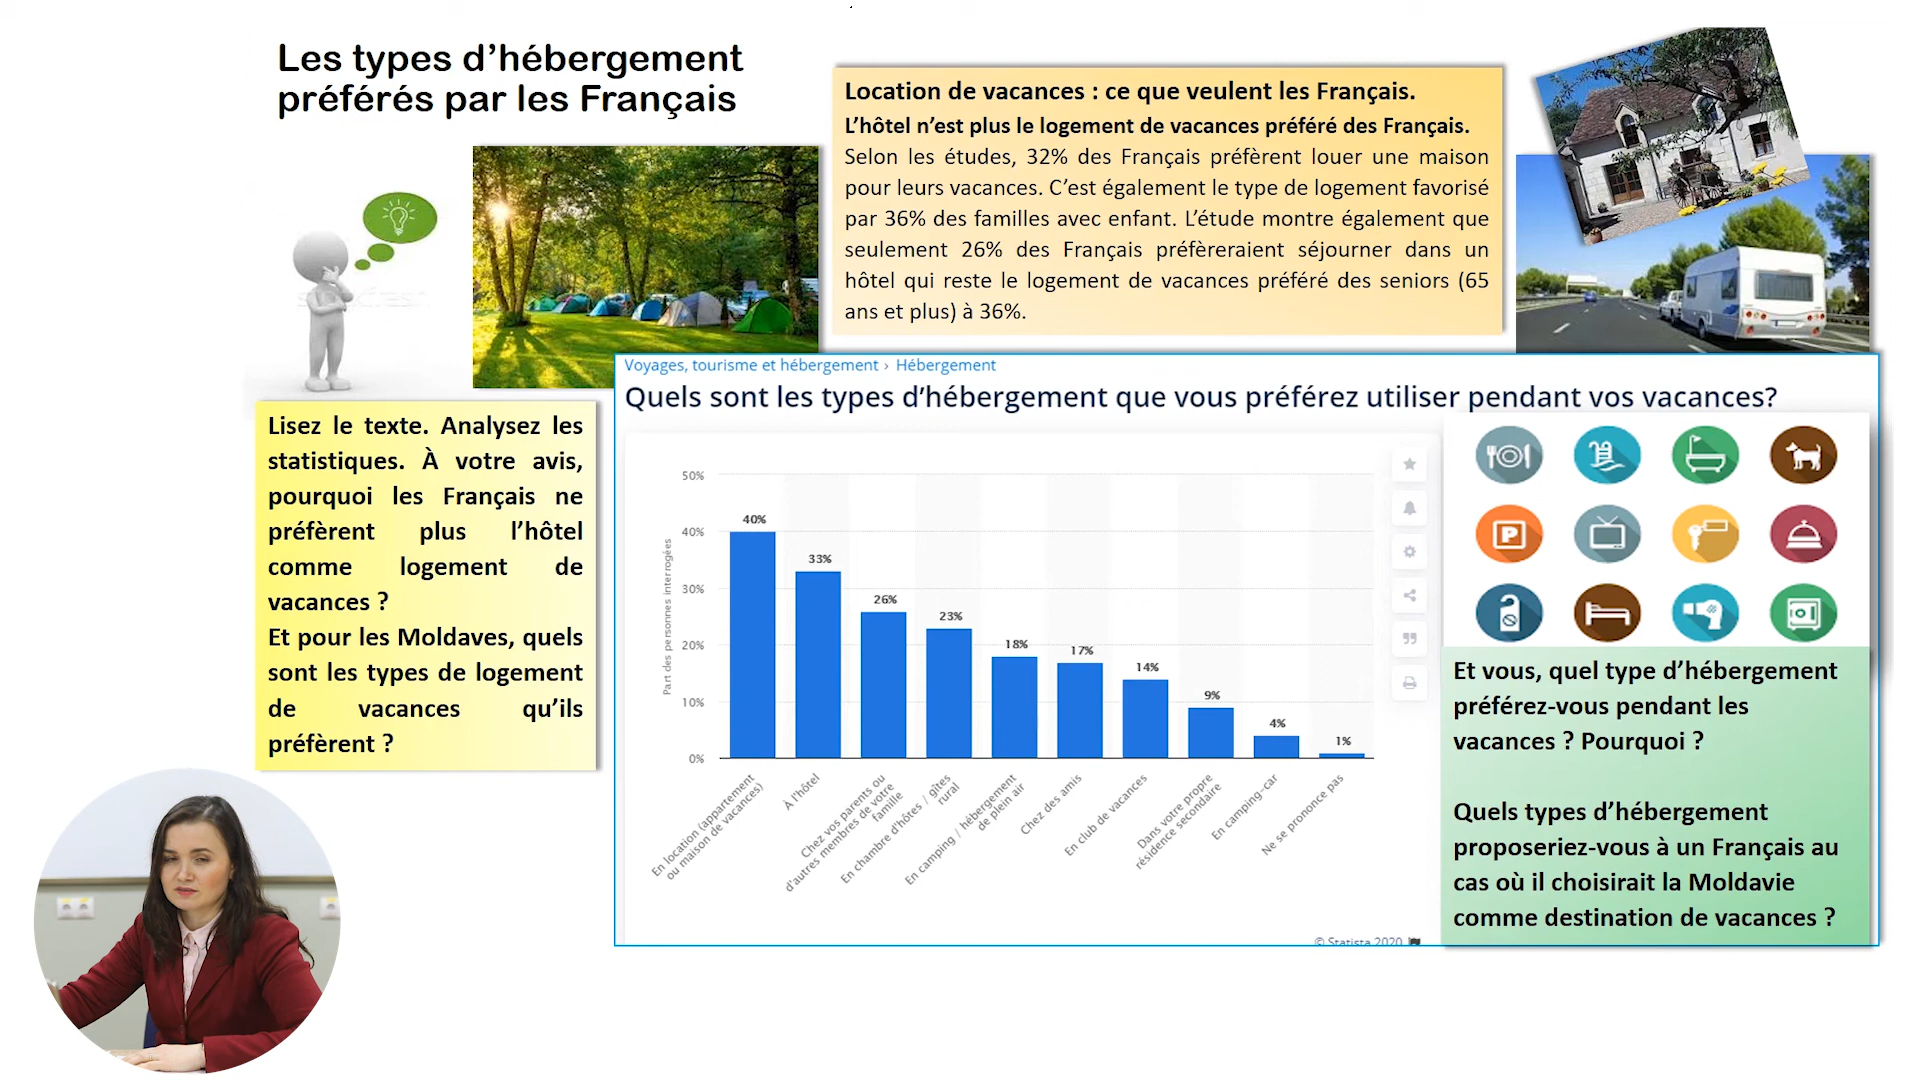 Les types d’hébergement
préférés par les Français
Location de vacances : ce que veulent les Français.
L’hôtel n’est plus le logement de vacances préféré des Français.
Selon les études, 32% des Français préfèrent louer une maison
pour leurs vacances. C’est également le type de logement favorisé
par 36% des familles avec enfant. L’étude montre également que
seulement 26% des Français préfèreraient séjourner dans un
hôtel qui reste le logement de vacances préféré des seniors (65
ans et plus) à 36%.
Lisez le texte. Analysez les
statistiques. À votre avis,
pourquoi les Français ne
préfèrent plus l’hôtel
comme logement de
vacances ?
Et pour les Moldaves, quels
sont les types de logement
de vacances qu’ils
préfèrent ?
Voyages, tourisme et hébergement › Hébergement
Quels sont les types d’hébergement que vous préférez utiliser pendant vos vacances?
Part des personnes interrogées
50%
40%
30%
20%
10%
0%
40%
33%
26%
23%
18%
17%
14%
9%
4%
1%
En location (appartement
ou maison de vacances)
À l’hôtel
Chez vos parents ou
d’autres membres de votre
famille
En chambre d’hôtes / gîtes
rural
En camping / hébergement
de plein air
Chez des amis
En club de vacances
Dans votre propre
résidence secondaire
En camping-car
Ne se prononce pas
© Statista 2020
P
Et vous, quel type d’hébergement
préférez-vous pendant les
vacances ? Pourquoi ?
Quels types d’hébergement
proposeriez-vous à un Français au
cas où il choisirait la Moldavie
comme destination de vacances ?